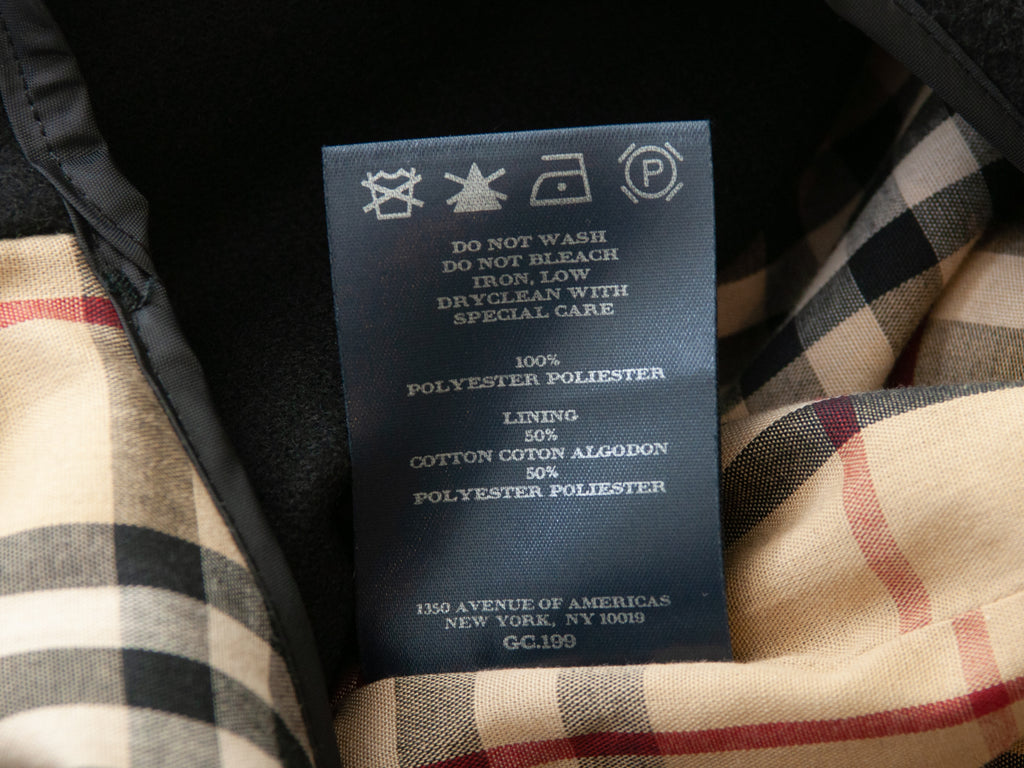 P
DO NOT WASH
DO NOT BLEACH
IRON, LOW
DRYCLEAN WITH
SPECIAL CARE
100%
POLYESTER POLIESTER
LINING
50%
COTTON COTON ALGODON
50%
POLYESTER POLIESTER
1350 AVENUE OF AMERICAS
NEW YORK, NY 10019
GC.199